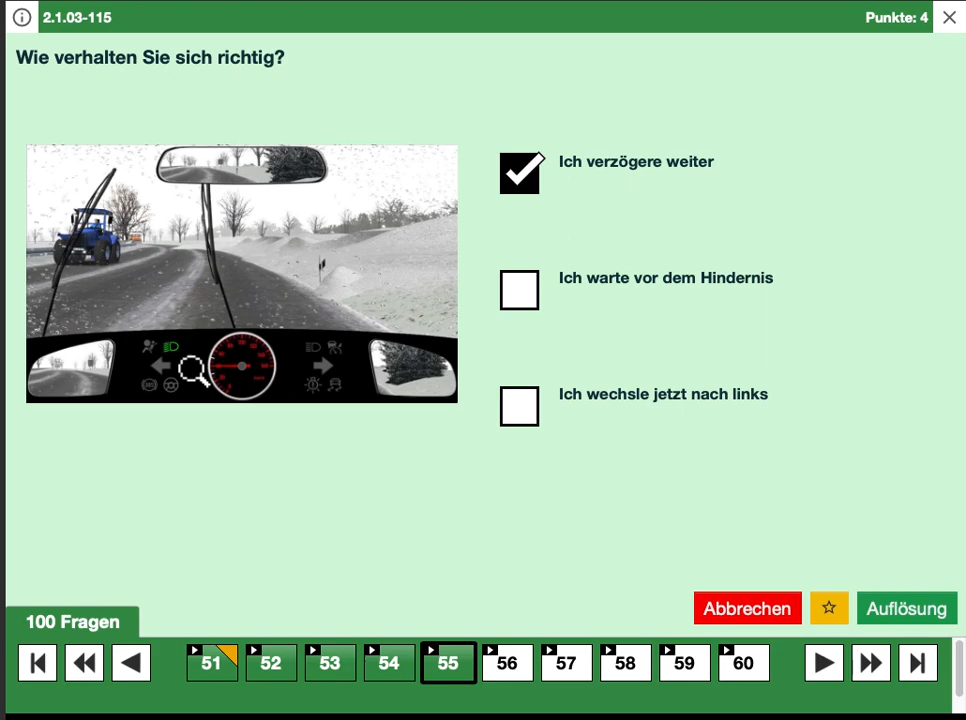 2.1.03-115
Punkte: 4
Wie verhalten Sie sich richtig?
Ich verzögere weiter
Ich warte vor dem Hindernis
Ich wechsle jetzt nach links
Abbrechen
Auflösung
100 Fragen
51 52 53 54 55 56 57 58 59 60